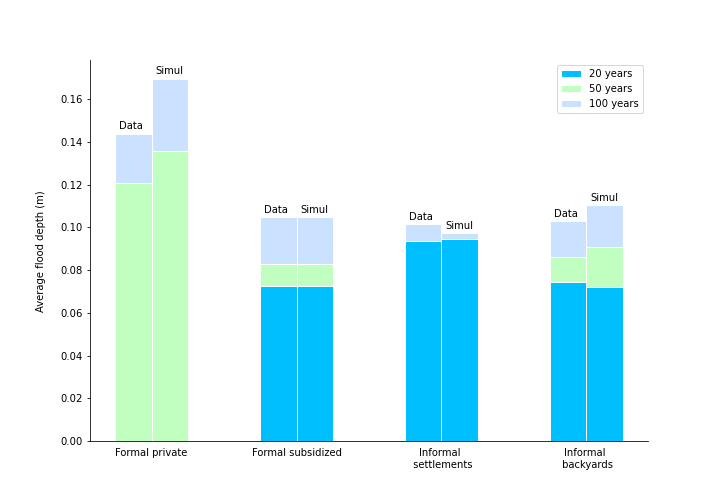 20 years
50 years
100 years
Average flood depth (m)
0.16
0.14
0.12
0.10
0.08
0.06
0.04
0.02
0.00
Data
Simul
Data
Simul
Data
Simul
Data
Simul
Formal private
Formal subsidized
Informal
settlements
Informal
backyards